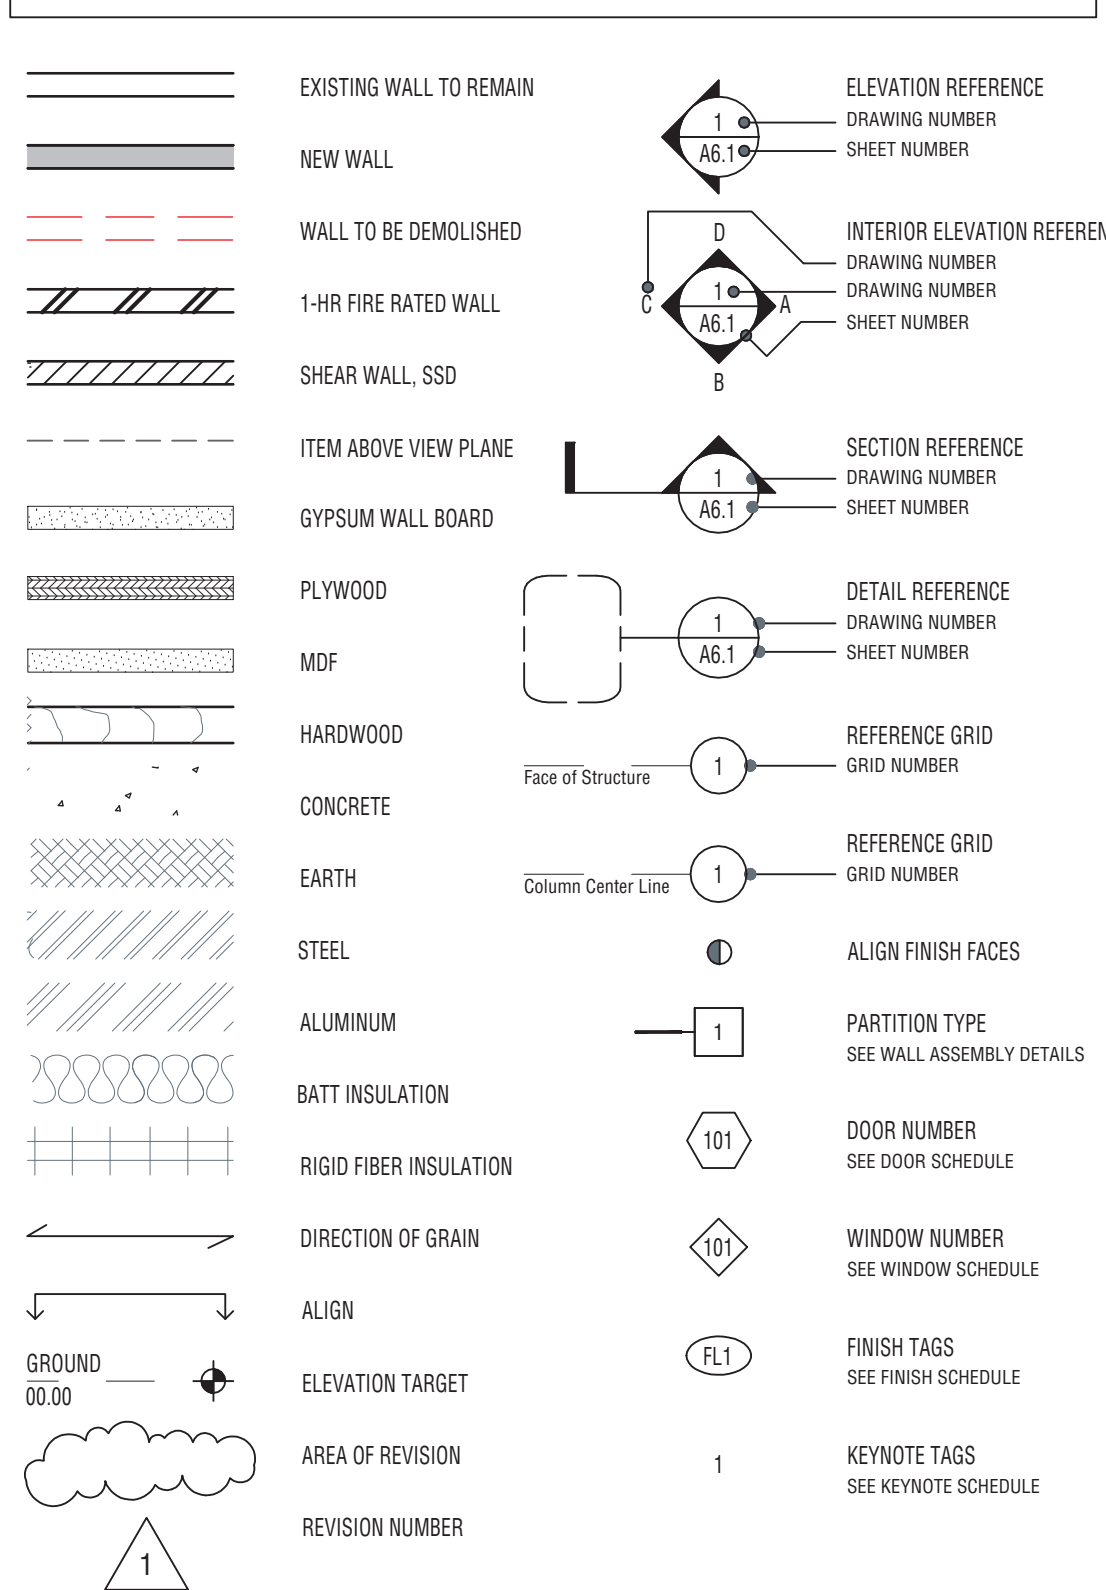 EXISTING WALL TO REMAIN
NEW WALL
WALL TO BE DEMOLISHED
1-HR FIRE RATED WALL
SHEAR WALL, SSD
ITEM ABOVE VIEW PLANE
GYPSUM WALL BOARD
PLYWOOD
MDF
HARDWOOD
CONCRETE
EARTH
STEEL
ALUMINUM
BATT INSULATION
RIGID FIBER INSULATION
DIRECTION OF GRAIN
ALIGN
GROUND
00.00
ELEVATION TARGET
AREA OF REVISION
REVISION NUMBER
1
1
A6.1
ELEVATION REFERENCE
DRAWING NUMBER
SHEET NUMBER
D
C
1
A6.1
A
B
INTERIOR ELEVATION REFEREN
DRAWING NUMBER
DRAWING NUMBER
SHEET NUMBER
1
A6.1
SECTION REFERENCE
DRAWING NUMBER
SHEET NUMBER
1
A6.1
DETAIL REFERENCE
DRAWING NUMBER
SHEET NUMBER
Face of Structure
1
REFERENCE GRID
GRID NUMBER
Column Center Line
1
REFERENCE GRID
GRID NUMBER
ALIGN FINISH FACES
1
PARTITION TYPE
SEE WALL ASSEMBLY DETAILS
101
DOOR NUMBER
SEE DOOR SCHEDULE
101
WINDOW NUMBER
SEE WINDOW SCHEDULE
FL1
FINISH TAGS
SEE FINISH SCHEDULE
1
KEYNOTE TAGS
SEE KEYNOTE SCHEDULE